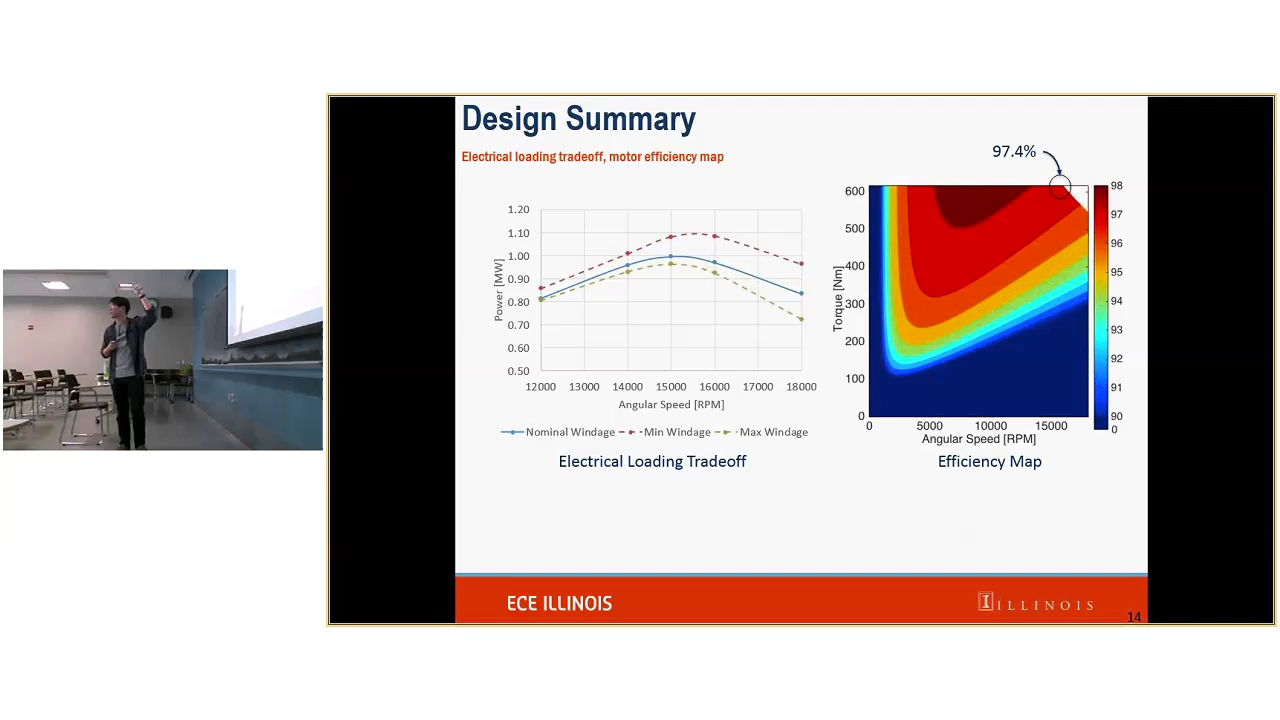 Design Summary
Electrical loading tradeoff, motor efficiency map
97.4%
1.20
1.10
1.00
0.90
0.80
0.70
0.60
0.50
Power [MW]
12000 13000 14000 15000 16000 17000 18000
Angular Speed [RPM]
Nominal Windage Min Windage Max Windage
Electrical Loading Tradeoff
600
500
400
300
200
100
0
Torque [Nm]
0 5000 10000 15000
Angular Speed [RPM]
98
97
96
95
94
93
92
91
90
0
Efficiency Map
ECE ILLINOIS
I ILLINOIS
14